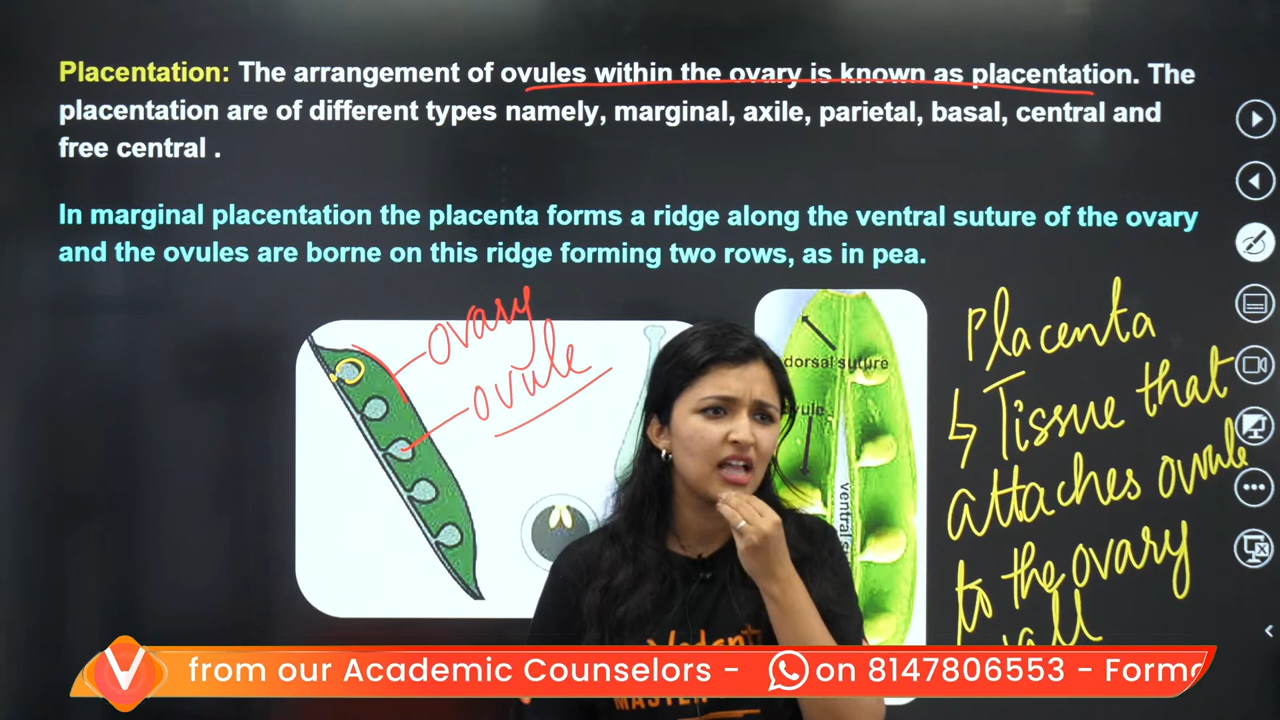 Placentation: The arrangement of ovules within the ovary is known as placentation. The
placentation are of different types namely, marginal, axile, parietal, basal, central and
free central .
In marginal placentation the placenta forms a ridge along the ventral suture of the ovary
and the ovules are borne on this ridge forming two rows, as in pea.
ovary
ovule
dorsal suture
ventral
Placenta
↳ Tissue that
attaches ovule
to the ovary
MASTER
V
from our Academic Counselors - on 8147806553 -